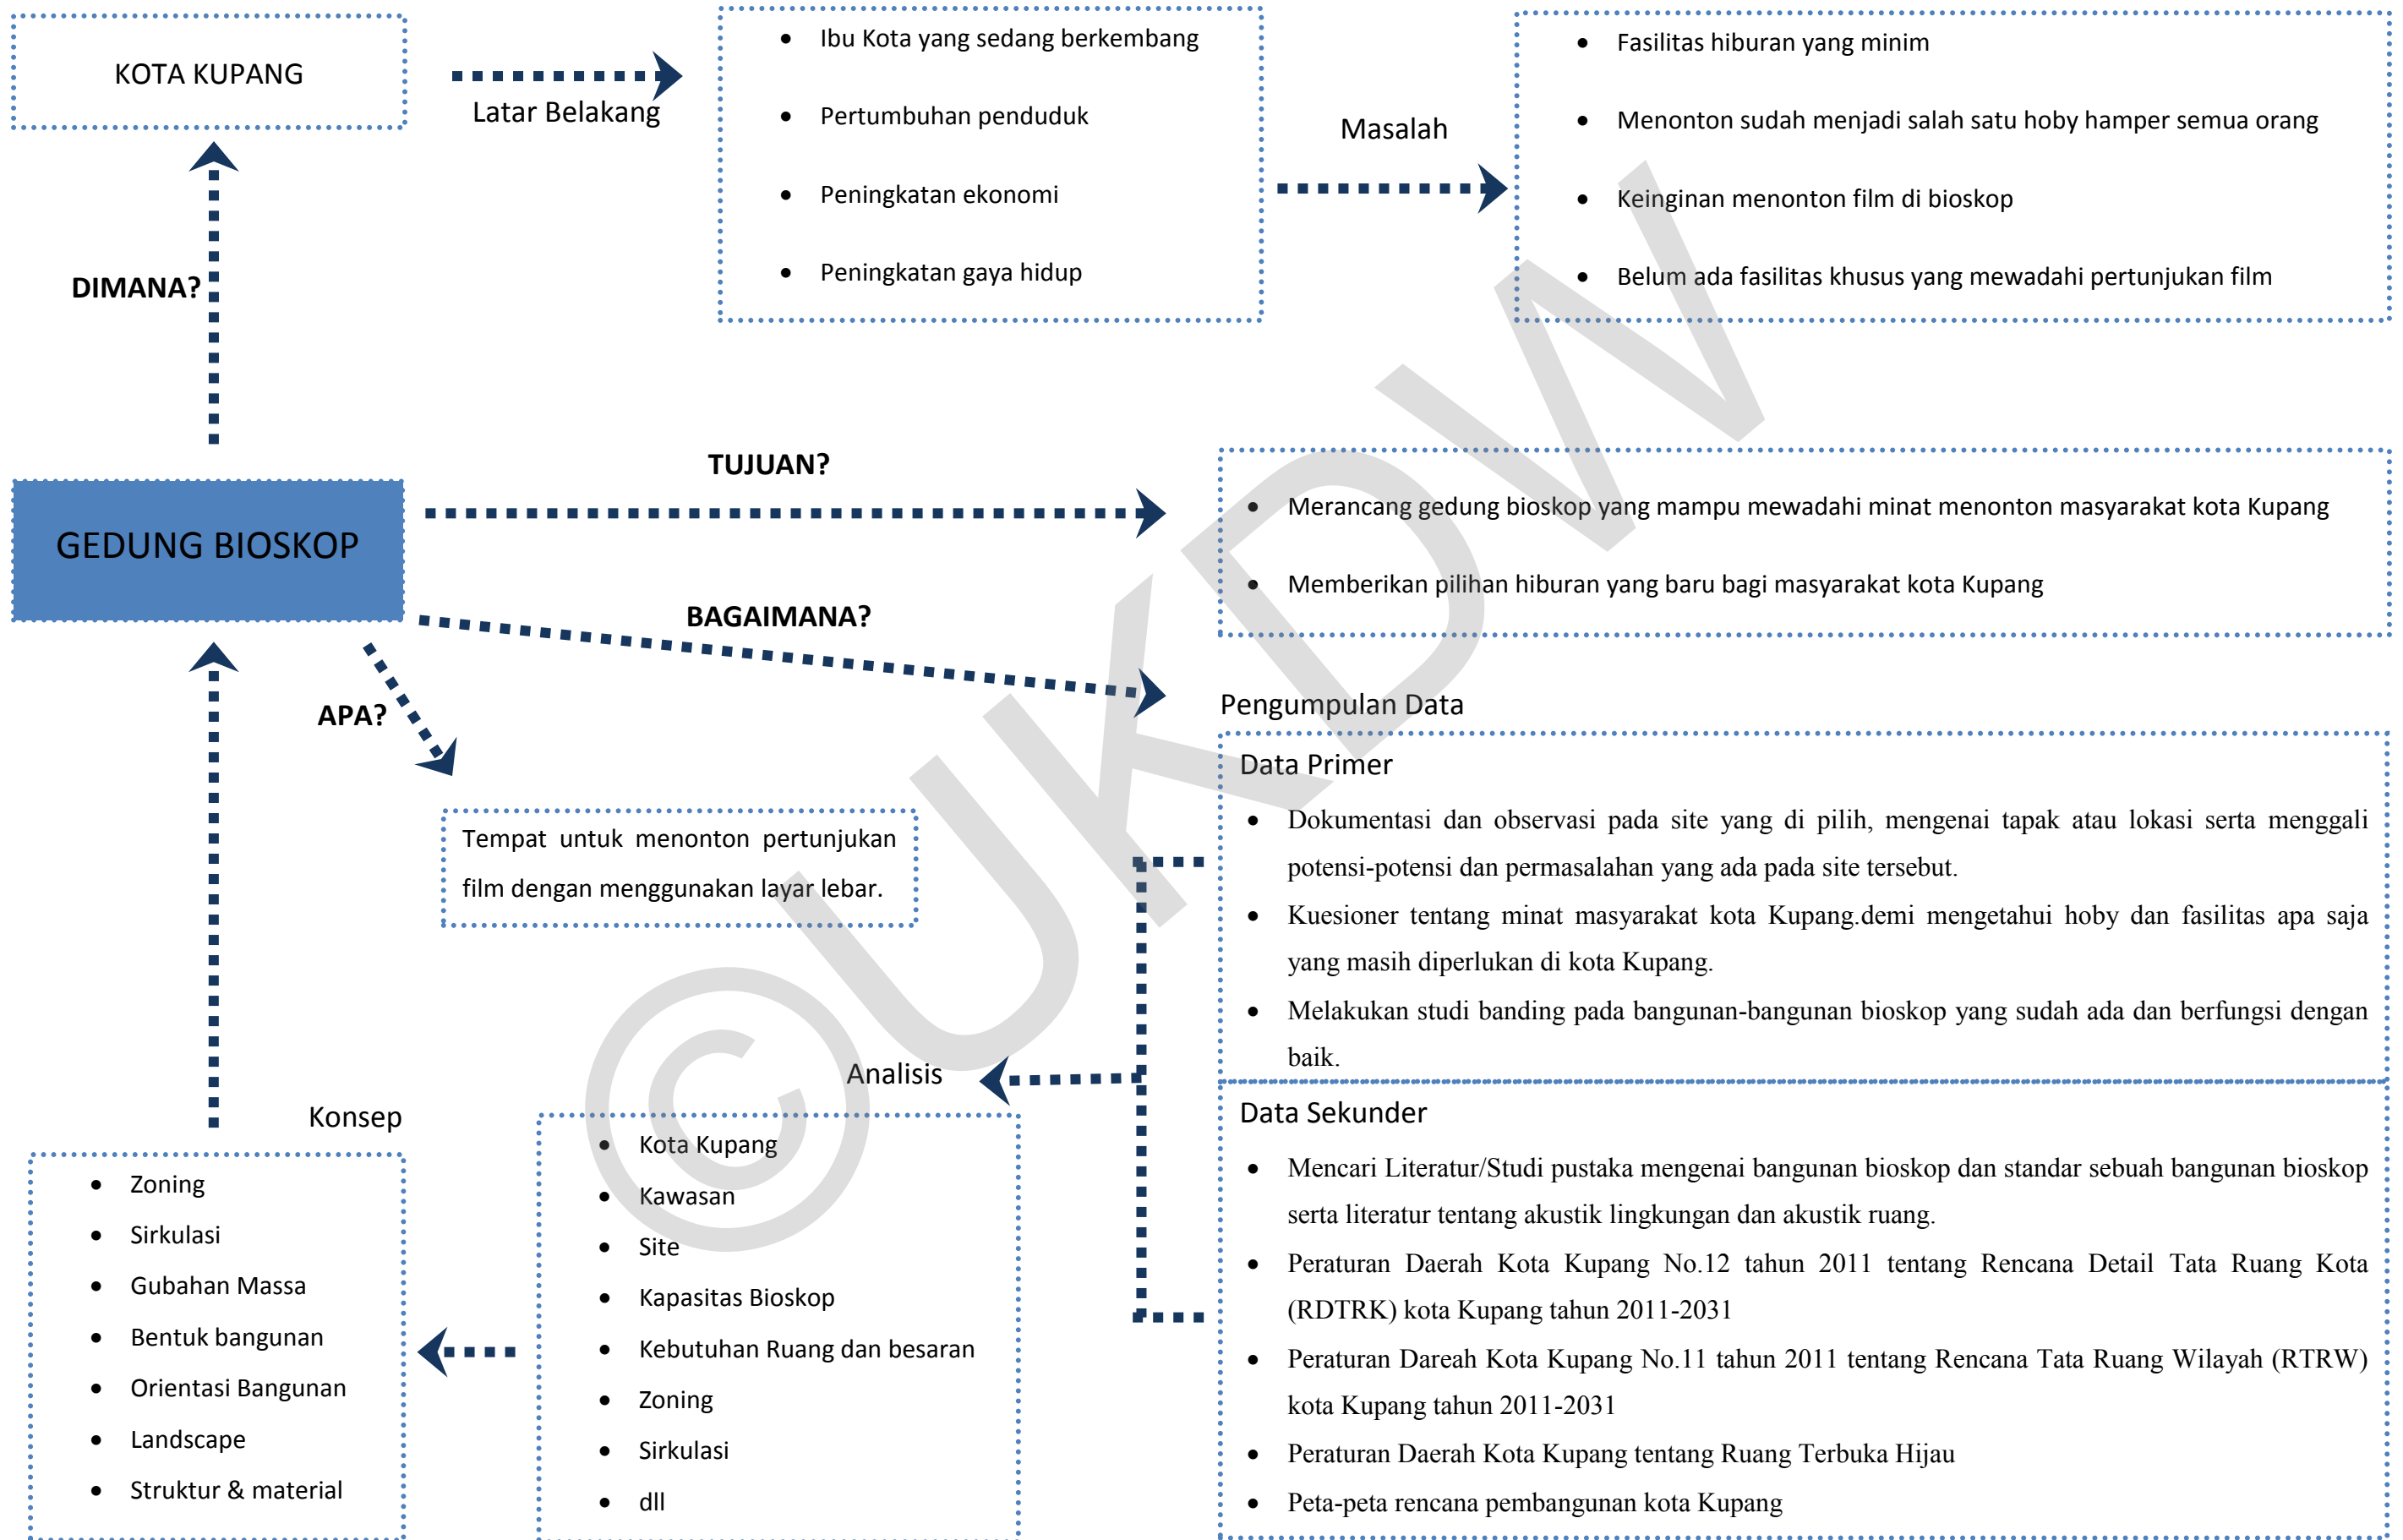 KOTA KUPANG
Latar Belakang
• Ibu Kota yang sedang berkembang
• Pertumbuhan penduduk
• Peningkatan ekonomi
• Peningkatan gaya hidup
Masalah
• Fasilitas hiburan yang minim
• Menonton sudah menjadi salah satu hoby hamper semua orang
• Keinginan menonton film di bioskop
• Belum ada fasilitas khusus yang mewadahi pertunjukan film
DIMANA?
GEDUNG BIOSKOP
TUJUAN?
• Merancang gedung bioskop yang mampu mewadahi minat menonton masyarakat kota Kupang
• Memberikan pilihan hiburan yang baru bagi masyarakat kota Kupang
BAGAIMANA?
APA?
Tempat untuk menonton pertunjukan
film dengan menggunakan layar lebar.
Pengumpulan Data
Data Primer
• Dokumentasi dan observasi pada site yang di pilih, mengenai tapak atau lokasi serta menggali
potensi-potensi dan permasalahan yang ada pada site tersebut.
• Kuesioner tentang minat masyarakat kota Kupang.demi mengetahui hoby dan fasilitas apa saja
yang masih diperlukan di kota Kupang.
• Melakukan studi banding pada bangunan-bangunan bioskop yang sudah ada dan berfungsi dengan
baik.
Data Sekunder
• Mencari Literatur/Studi pustaka mengenai bangunan bioskop dan standar sebuah bangunan bioskop
serta literatur tentang akustik lingkungan dan akustik ruang.
• Peraturan Daerah Kota Kupang No.12 tahun 2011 tentang Rencana Detail Tata Ruang Kota
(RDTRK) kota Kupang tahun 2011-2031
• Peraturan Dareah Kota Kupang No.11 tahun 2011 tentang Rencana Tata Ruang Wilayah (RTRW)
kota Kupang tahun 2011-2031
• Peraturan Daerah Kota Kupang tentang Ruang Terbuka Hijau
• Peta-peta rencana pembangunan kota Kupang
Analisis
• Kota Kupang
• Kawasan
• Site
• Kapasitas Bioskop
• Kebutuhan Ruang dan besaran
• Zoning
• Sirkulasi
• dll
Konsep
• Zoning
• Sirkulasi
• Gubahan Massa
• Bentuk bangunan
• Orientasi Bangunan
• Landscape
• Struktur & material
©UKDW